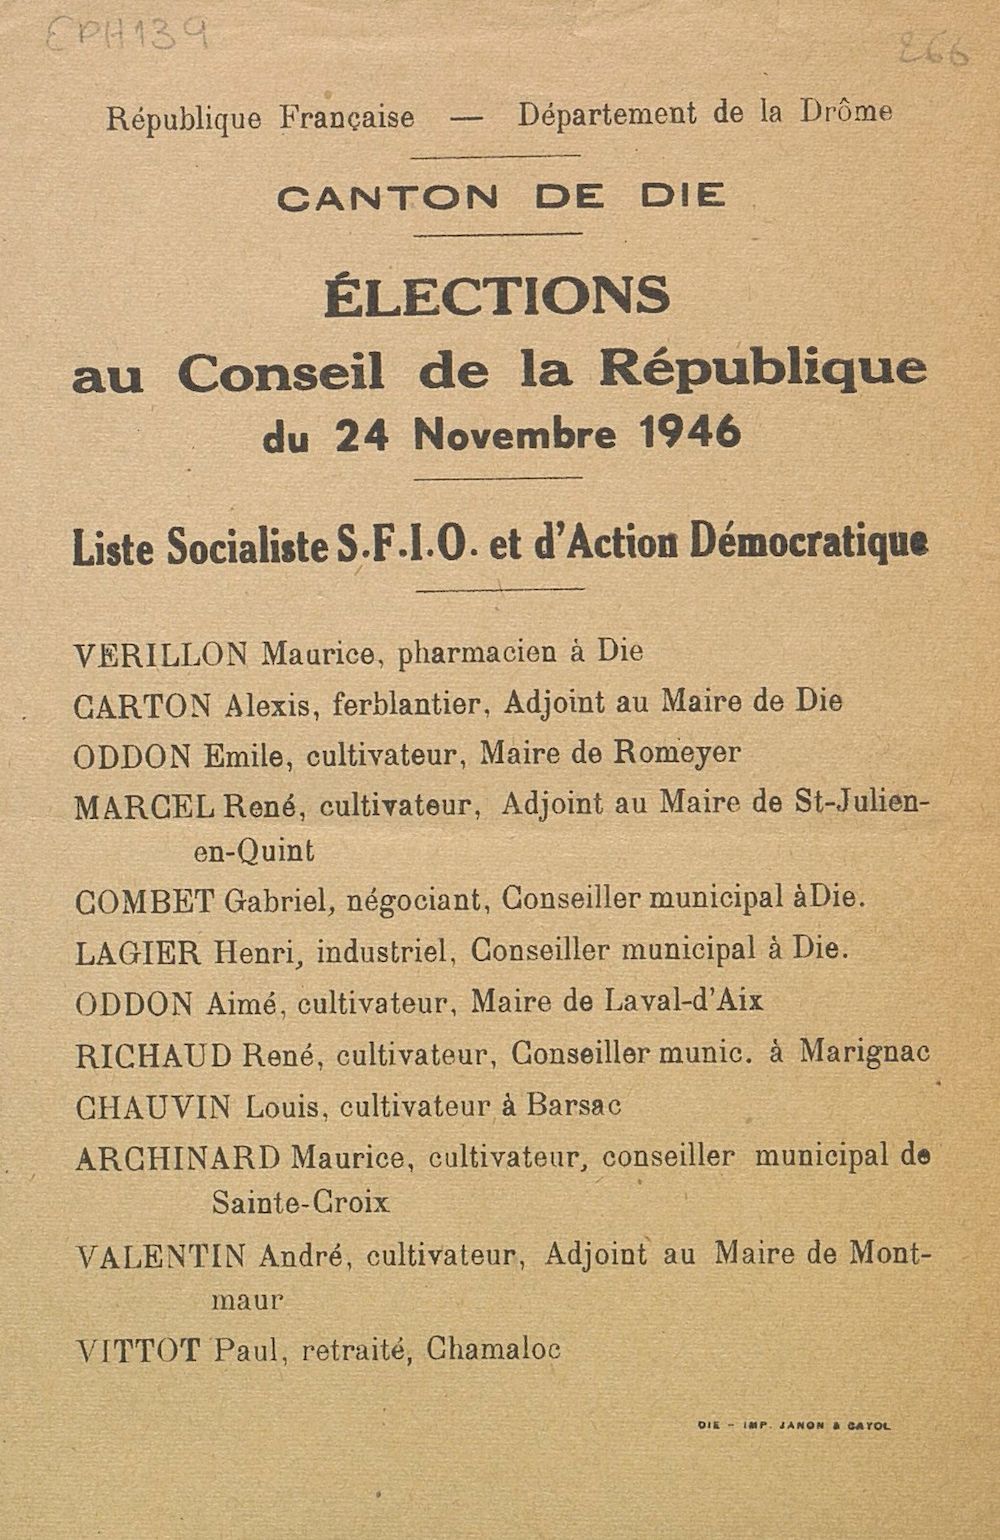 EPH139
266
République Française — Département de la Drôme
CANTON DE DIE
ÉLECTIONS
au Conseil de la République
du 24 Novembre 1946
Liste Socialiste S.F.I.O. et d'Action Démocratique
VERILLON Maurice, pharmacien à Die
CARTON Alexis, ferblantier, Adjoint au Maire de Die
ODDON Emile, cultivateur, Maire de Romeyer
MARCEL René, cultivateur, Adjoint au Maire de St-Julien-
en-Quint
COMBET Gabriel, négociant, Conseiller municipal àDie.
LAGIER Henri, industriel, Conseiller municipal à Die.
ODDON Aimé, cultivateur, Maire de Laval-d'Aix
RICHAUD René, cultivateur, Conseiller munic. à Marignac
CHAUVIN Louis, cultivateur à Barsac
ARCHINARD Maurice, cultivateur, conseiller municipal de
Sainte-Croix
VALENTIN André, cultivateur, Adjoint au Maire de Mont-
maur
VITTOT Paul, retraité, Chamaloc
DIE - IMP. JANON & CAYOL